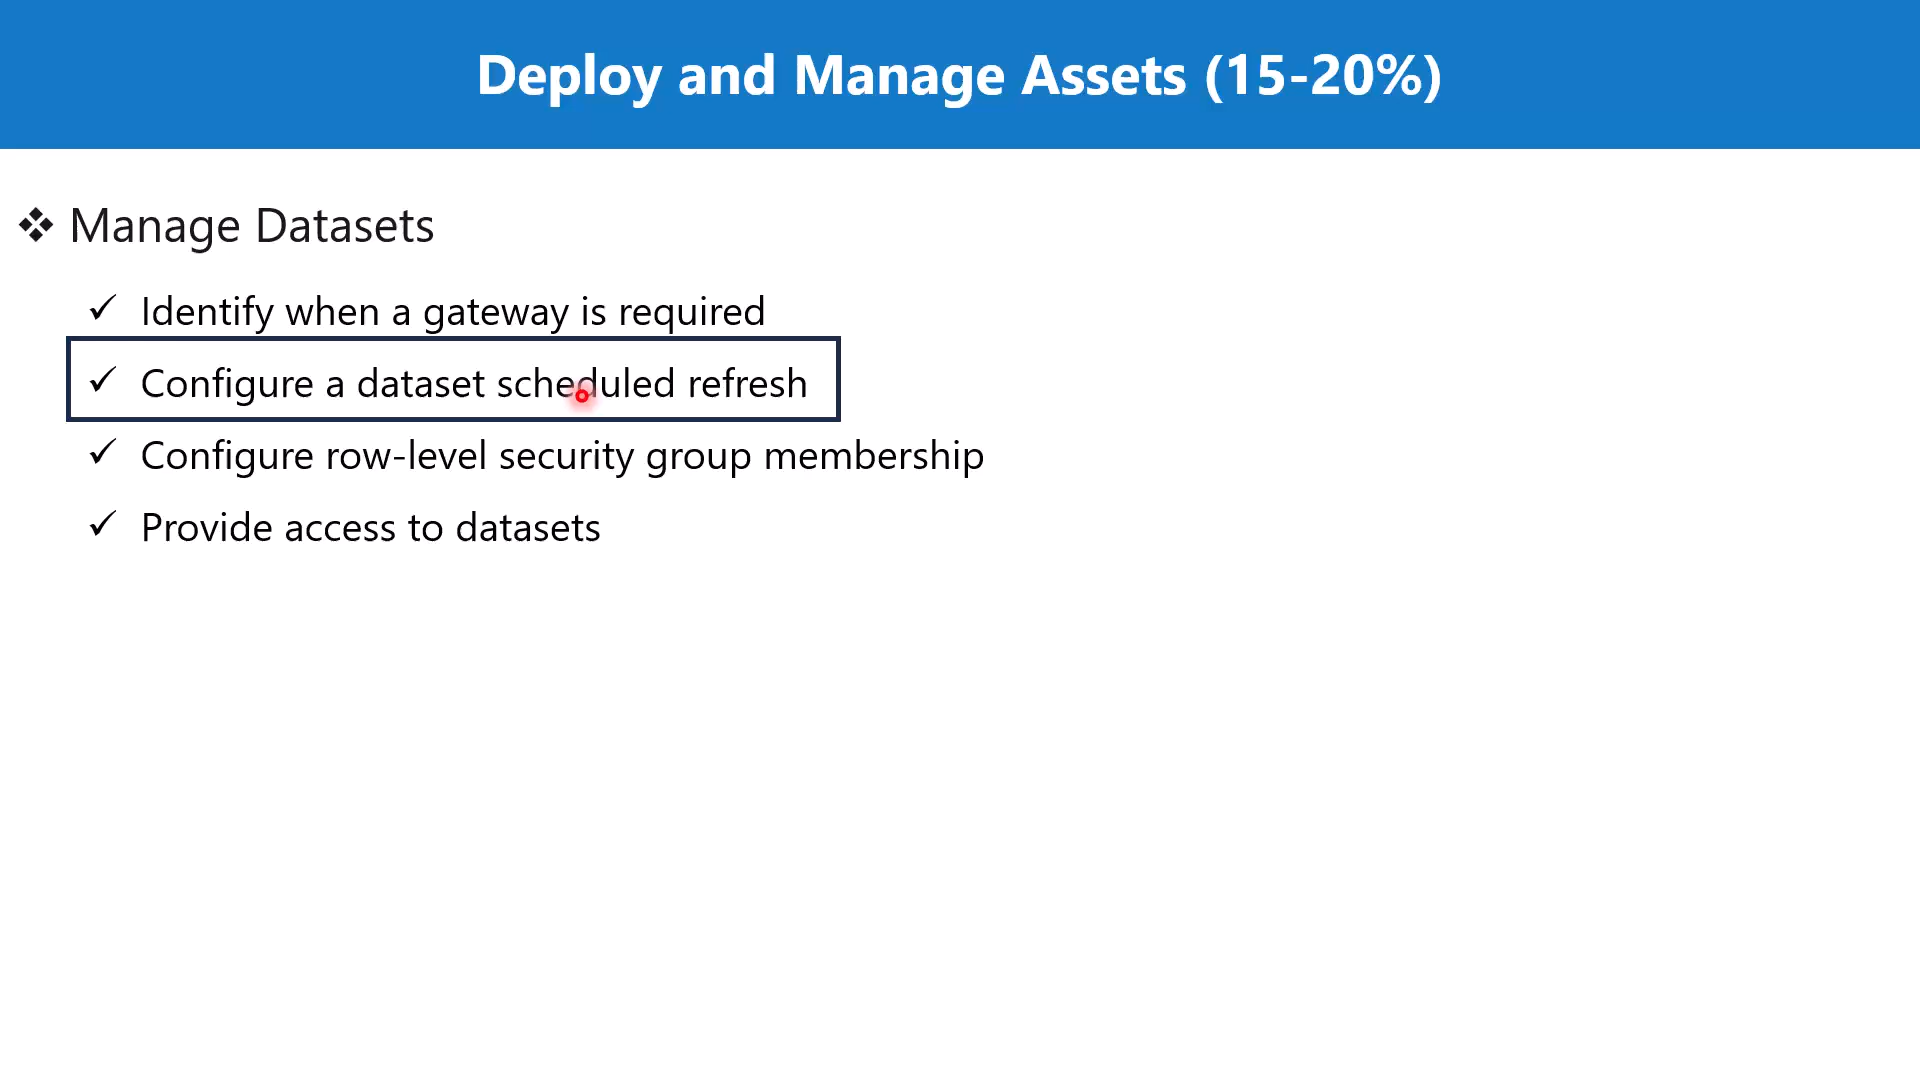 Deploy and Manage Assets (15-20%)
❖ Manage Datasets
✓ Identify when a gateway is required
✓ Configure a dataset scheduled refresh
✓ Configure row-level security group membership
✓ Provide access to datasets